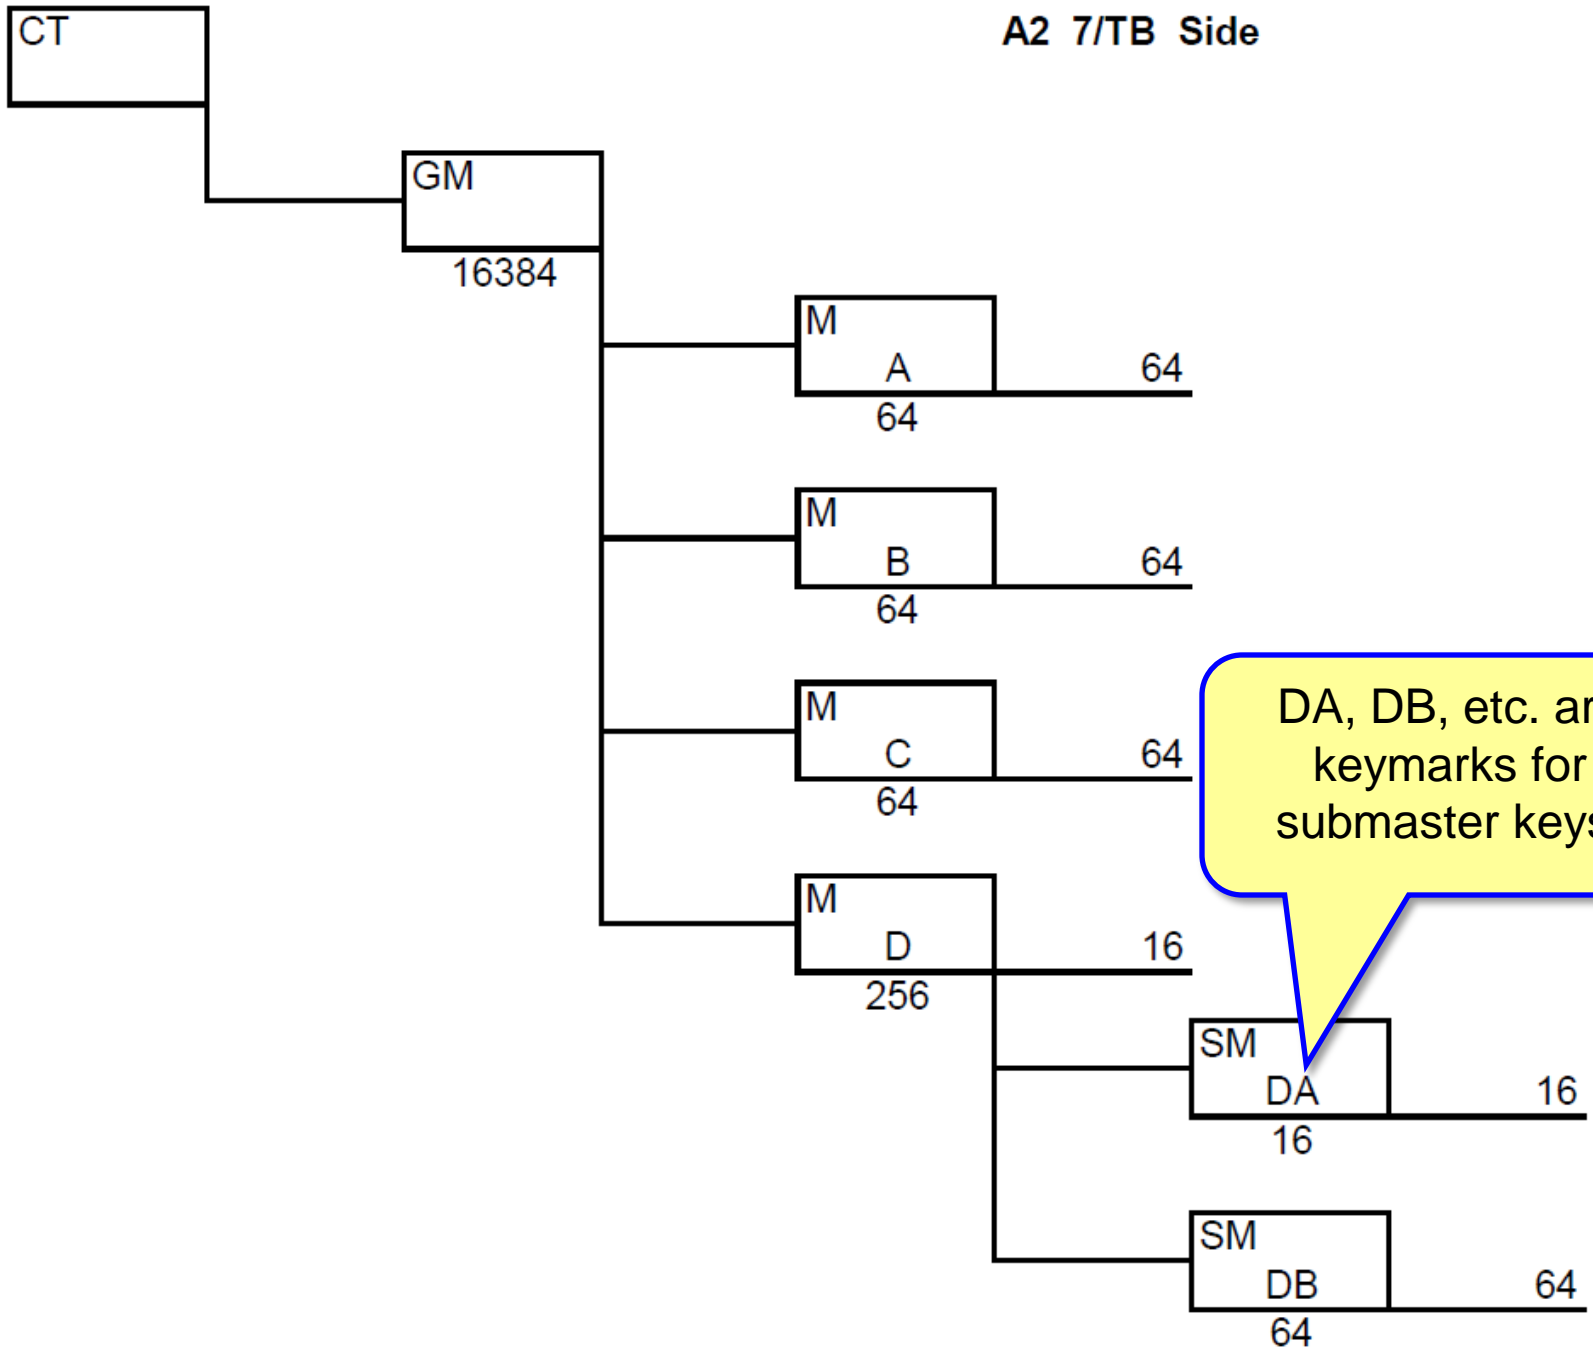 CT
A2 7/TB Side
GM
16384
M
A
64
64
M
B
64
64
M
C
64
64
DA, DB, etc. ar
keymarks for
submaster keys
M
D
16
256
SM
DA
16
16
SM
DB
64
64